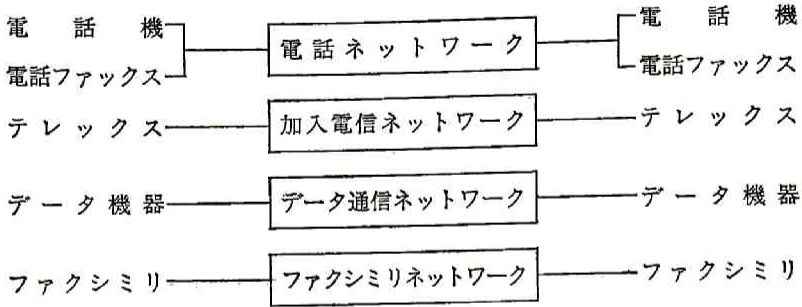 電話機 電話ネットワーク 電話機
電話ファックス 電話ファックス
テレックス 加入電信ネットワーク テレックス
データ機器 データ通信ネットワーク データ機器
ファクシミリ ファクシミリネットワーク ファクシミリ